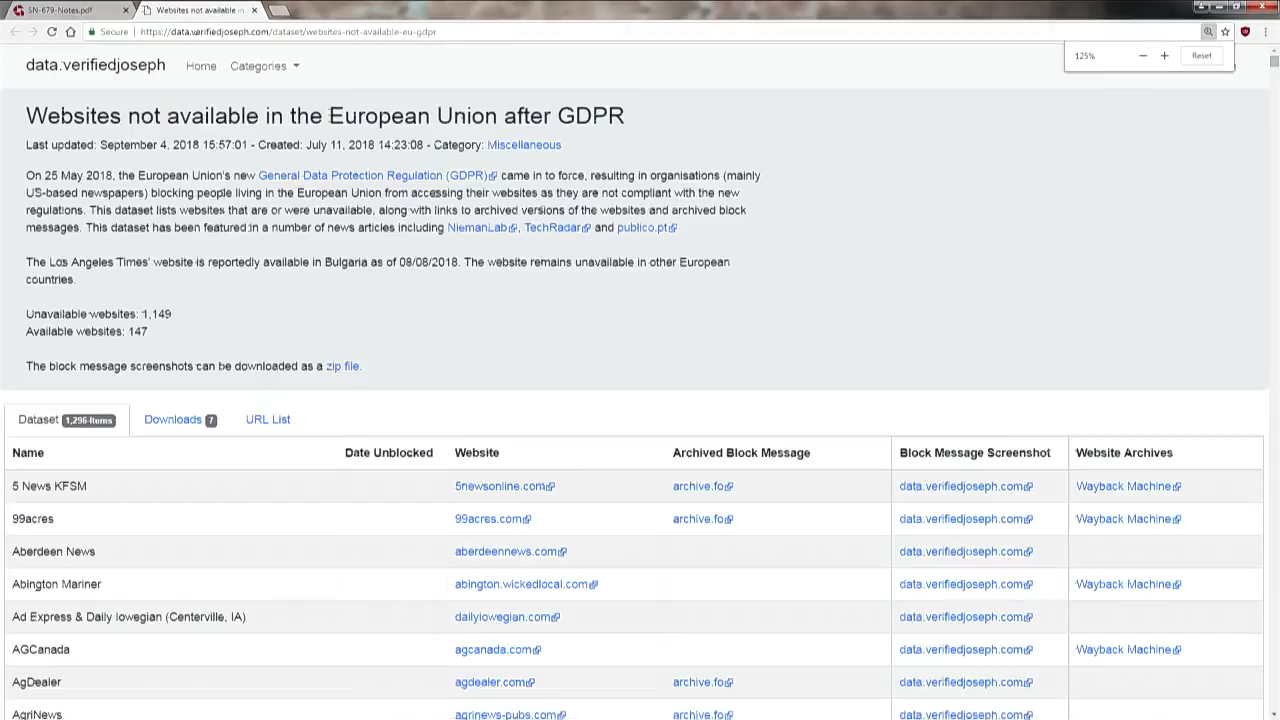 SN-679-Notes.pdf
Websites not available in
Secure
https://data.verifiedjoseph.com/dataset/websites-not-available-eu-gdpr
125%
Reset
data.verifiedjoseph
Home
Categories
Websites not available in the European Union after GDPR
Last updated: September 4, 2018 15:57:01 - Created: July 11, 2018 14:23:08 - Category: Miscellaneous
On 25 May 2018, the European Union's new General Data Protection Regulation (GDPR) came in to force, resulting in organisations (mainly
US-based newspapers) blocking people living in the European Union from accessing their websites as they are not compliant with the new
regulations. This dataset lists websites that are or were unavailable, along with links to archived versions of the websites and archived block
messages. This dataset has been featured in a number of news articles including NiemanLab, TechRadar and publico.pt
The Los Angeles Times' website is reportedly available in Bulgaria as of 08/08/2018. The website remains unavailable in other European
countries.
Unavailable websites: 1,149
Available websites: 147
The block message screenshots can be downloaded as a zip file.
Dataset 1,296 items
Downloads 7
URL List
Name Date Unblocked Website Archived Block Message Block Message Screenshot Website Archives
5 News KFSM 5newsonline.com archive.fo data.verifiedjoseph.com Wayback Machine
99acres 99acres.com archive.fo data.verifiedjoseph.com Wayback Machine
Aberdeen News aberdeennews.com data.verifiedjoseph.com
Abington Mariner abington.wickedlocal.com data.verifiedjoseph.com Wayback Machine
Ad Express & Daily Iowegian (Centerville, IA) dailyiowegian.com data.verifiedjoseph.com
AGCanada agcanada.com data.verifiedjoseph.com Wayback Machine
AgDealer agdealer.com archive.fo data.verifiedjoseph.com
AgriNews agrinews-pubs.com archive.fo data.verifiedjoseph.com Wayback Machine